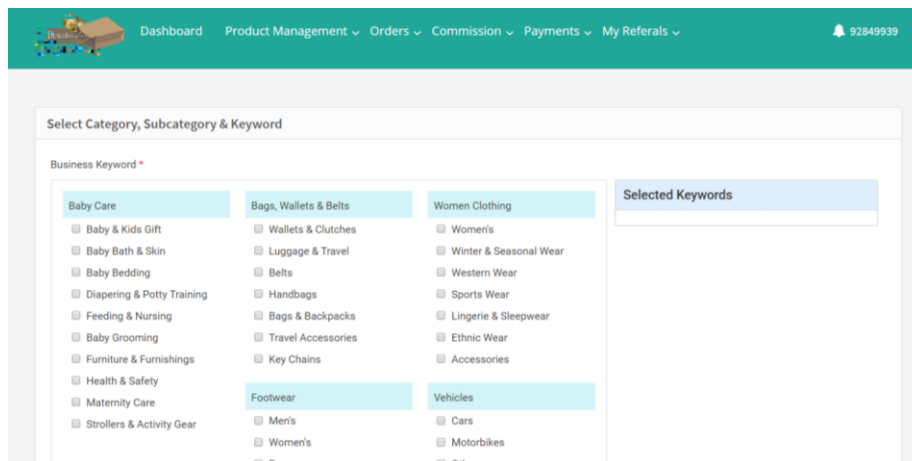 Dashboard Product Management Orders Commission Payments My Referals 92849939
Select Category, Subcategory & Keyword
Business Keyword *
Baby Care
Baby & Kids Gift
Baby Bath & Skin
Baby Bedding
Diapering & Potty Training
Feeding & Nursing
Baby Grooming
Furniture & Furnishings
Health & Safety
Maternity Care
Strollers & Activity Gear
Bags, Wallets & Belts
Wallets & Clutches
Luggage & Travel
Belts
Handbags
Bags & Backpacks
Travel Accessories
Key Chains
Footwear
Men's
Women's
Women Clothing
Women's
Winter & Seasonal Wear
Western Wear
Sports Wear
Lingerie & Sleepwear
Ethnic Wear
Accessories
Vehicles
Cars
Motorbikes
Selected Keywords